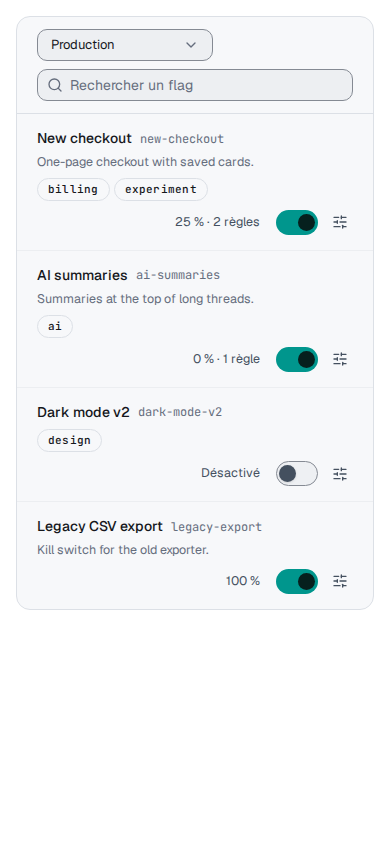 Production
Rechercher un flag
New checkout new-checkout
One-page checkout with saved cards.
billing experiment
25 % · 2 règles
AI summaries ai-summaries
Summaries at the top of long threads.
ai
0 % · 1 règle
Dark mode v2 dark-mode-v2
design
Désactivé
Legacy CSV export legacy-export
Kill switch for the old exporter.
100 %